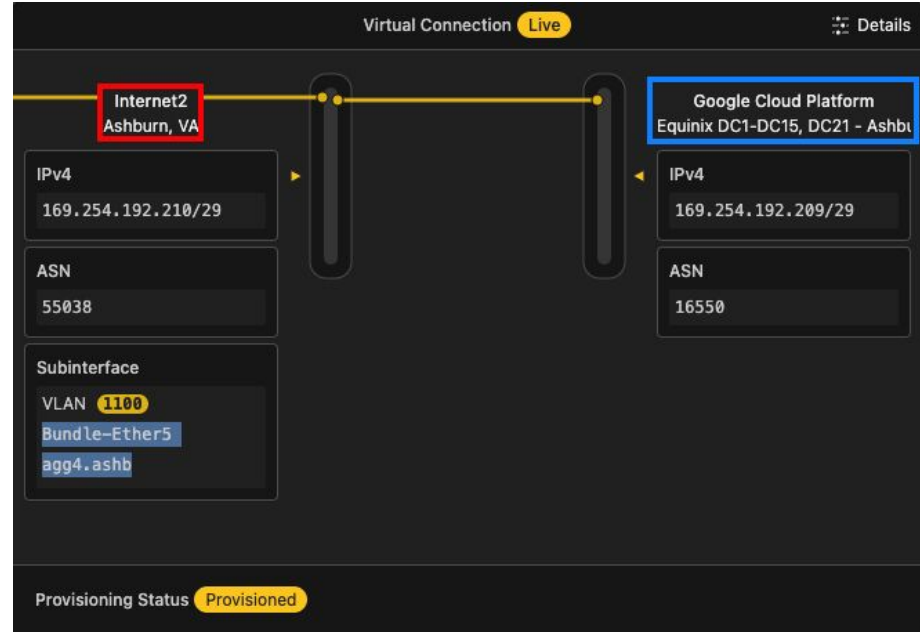 Virtual Connection Live
Details
Internet2
Ashburn, VA
IPv4
169.254.192.210/29
ASN
55038
Subinterface
VLAN 1100
Bundle-Ether5
agg4.ashb
Google Cloud Platform
Equinix DC1-DC15, DC21 - Ashbu
IPv4
169.254.192.209/29
ASN
16550
Provisioning Status Provisioned